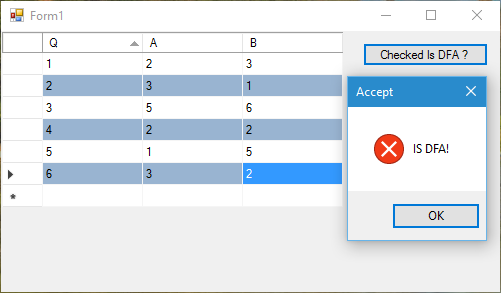 Form1
Q A B
Checked Is DFA ?
1 2 3
2 3 1
Accept
3 5 6
4 2 2
IS DFA!
5 1 5
6 3 2
OK